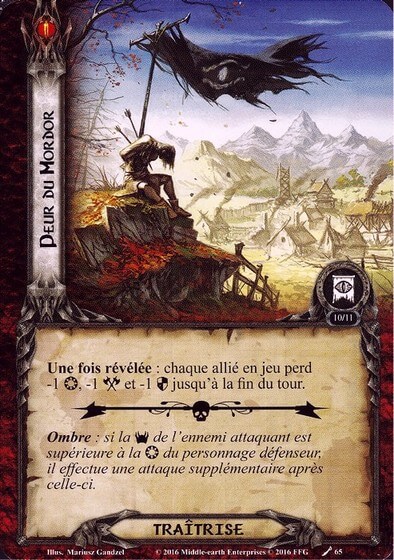 PEUR DU MORDOR
10/11
Une fois révélée : chaque allié en jeu perd
-1 , -1 et -1 jusqu'à la fin du tour.
Ombre : si la de l'ennemi attaquant est
supérieure à la du personnage défenseur,
il effectue une attaque supplémentaire après
celle-ci.
TRAÎTRISE
Illus. Mariusz Gandzel © 2016 Middle-earth Enterprises © 2016 FFG 65